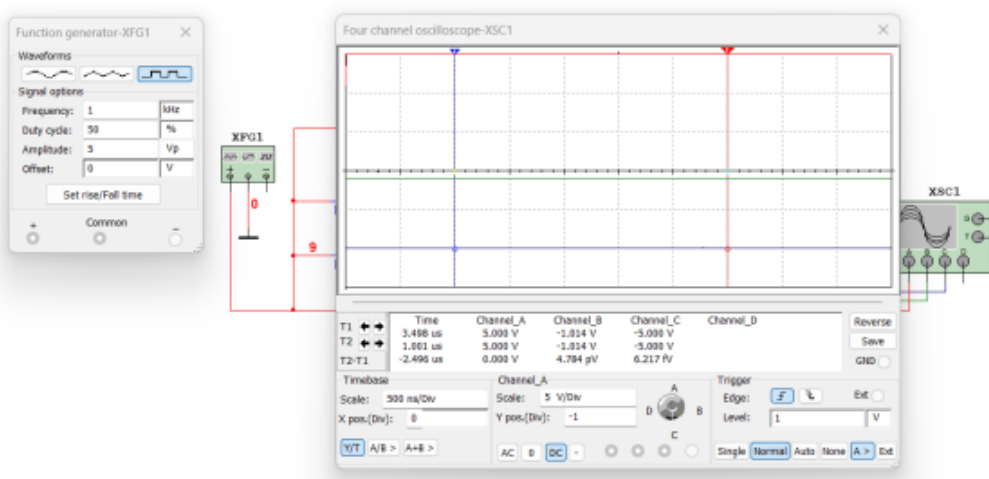 Function generator-XFG1
Waveforms
Signal options
Frequency: 1 kHz
Duty cycle: 50 %
Amplitude: 5 Vp
Offset: 0 V
Set rise/Fall time
+ Common −
XFG1
0
9
Four channel oscilloscope-XSC1
Time Channel_A Channel_B Channel_C Channel_D
T1 3.498 us 5.000 V -1.014 V -5.000 V
T2 1.001 us 5.000 V -1.014 V -5.000 V
T2-T1 -2.496 us 0.000 V 4.784 pV 6.217 fV
Reverse
Save
GND
Timebase
Scale: 500 ns/Div
X pos.(Div): 0
Y/T A/B > A+B >
Channel_A
Scale: 5 V/Div
Y pos.(Div): -1
AC 0 DC -
A
D B
C
Trigger
Edge: Ext
Level: 1 V
Single Normal Auto None A > Ext
XSC1
G
T
A B C D